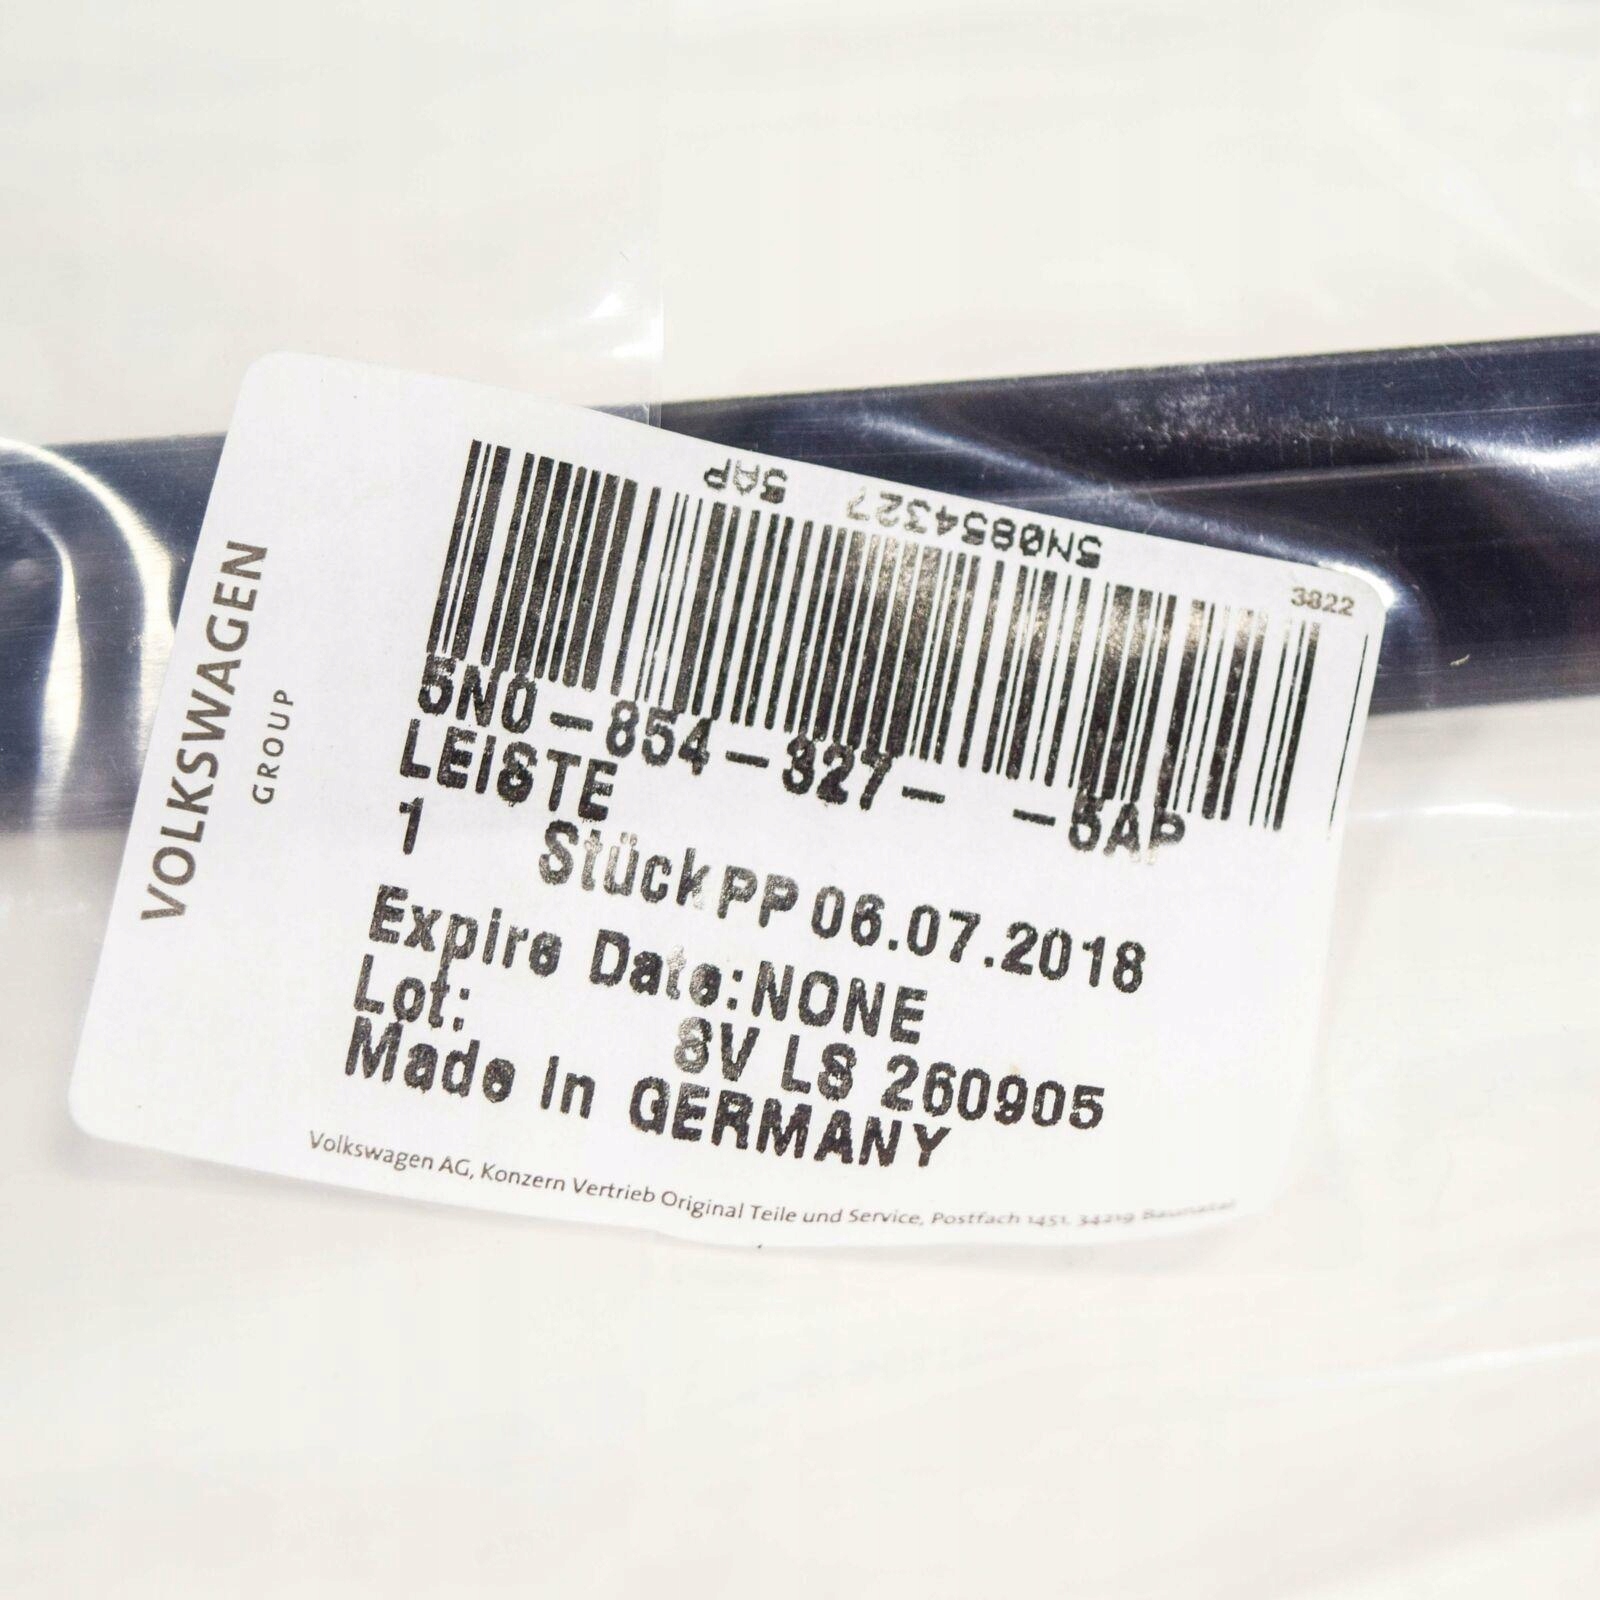 VOLKSWAGEN
GROUP
5N0854327 5AP
3822
5N0-854-327- -5AP
LEISTE
1 Stück PP 06.07.2018
Expire Date:NONE
Lot: SV LS 260905
Made in GERMANY
Volkswagen AG, Konzern Vertrieb Original Teile und Service, Postfach 1451, 34219 Baunatal